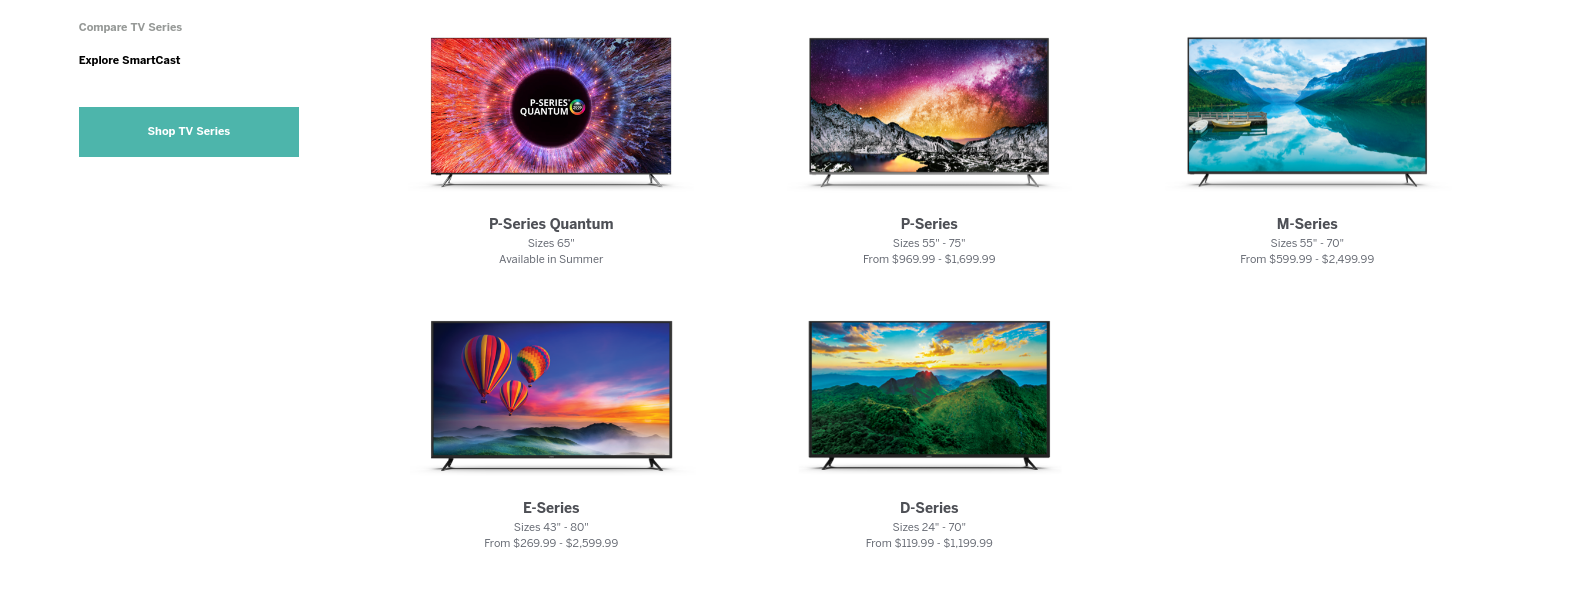 Compare TV Series
Explore SmartCast
Shop TV Series
P-SERIES®
QUANTUM
P-Series Quantum
Sizes 65"
Available in Summer
P-Series
Sizes 55" - 75"
From $969.99 - $1,699.99
M-Series
Sizes 55" - 70"
From $599.99 - $2,499.99
E-Series
Sizes 43" - 80"
From $269.99 - $2,599.99
D-Series
Sizes 24" - 70"
From $119.99 - $1,199.99